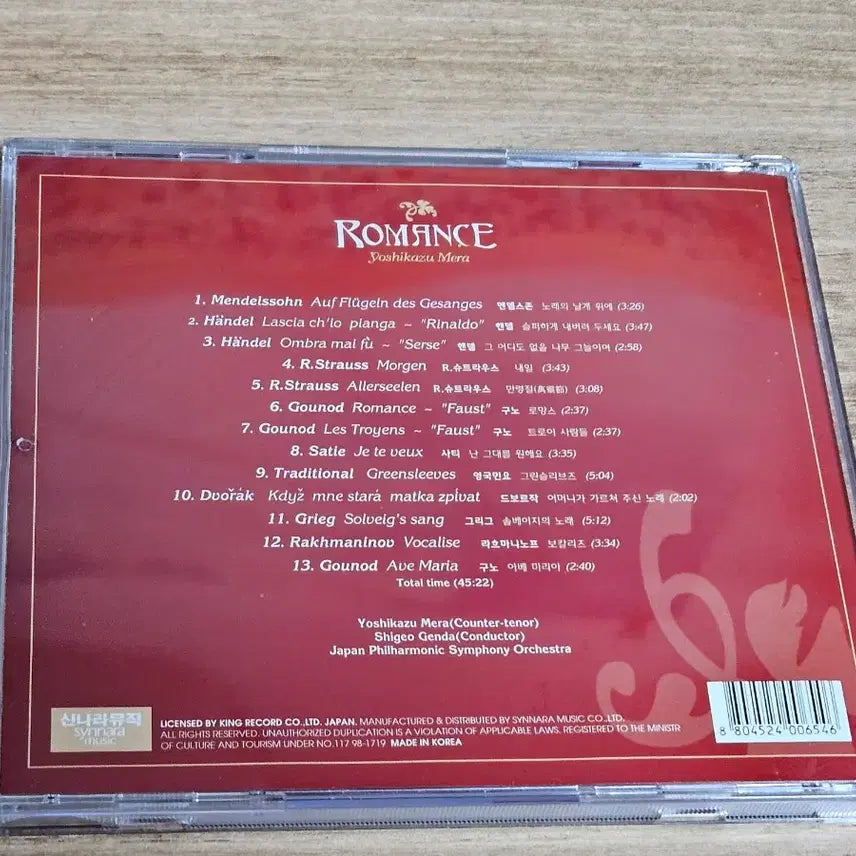 ROMANCE
Yoshikazu Mera
1. Mendelssohn Auf Flügeln des Gesanges 멘델스존 노래의 날개 위에 (3:26)
2. Händel Lascia ch'io pianga ~ "Rinaldo" 헨델 슬퍼하게 내버려 두세요 (3:47)
3. Händel Ombra mai fù ~ "Serse" 헨델 그 어디도 없을 나무 그늘이며 (2:58)
4. R.Strauss Morgen R.슈트라우스 내일 (3:43)
5. R.Strauss Allerseelen R.슈트라우스 만령절(萬靈節) (3:08)
6. Gounod Romance ~ "Faust" 구노 로망스 (2:37)
7. Gounod Les Troyens ~ "Faust" 구노 트로이 사람들 (2:37)
8. Satie Je te veux 사티 난 그대를 원해요 (3:35)
9. Traditional Greensleeves 영국민요 그린슬리브즈 (5:04)
10. Dvořák Když mne stará matka zpívat 드보르작 어머니가 가르쳐 주신 노래 (2:02)
11. Grieg Solveig's sang 그리그 솔베이지의 노래 (5:12)
12. Rakhmaninov Vocalise 라흐마니노프 보칼리즈 (3:34)
13. Gounod Ave Maria 구노 아베 마리아 (2:40)
Total time (45:22)
Yoshikazu Mera(Counter-tenor)
Shigeo Genda(Conductor)
Japan Philharmonic Symphony Orchestra
신나라뮤직
synnara
music
LICENSED BY KING RECORD CO.,LTD. JAPAN. MANUFACTURED & DISTRIBUTED BY SYNNARA MUSIC CO.,LTD.
ALL RIGHTS RESERVED. UNAUTHORIZED DUPLICATION IS A VIOLATION OF APPLICABLE LAWS. REGISTERED TO THE MINISTR
OF CULTURE AND TOURISM UNDER NO.117 98-1719 MADE IN KOREA
8 804524 006546